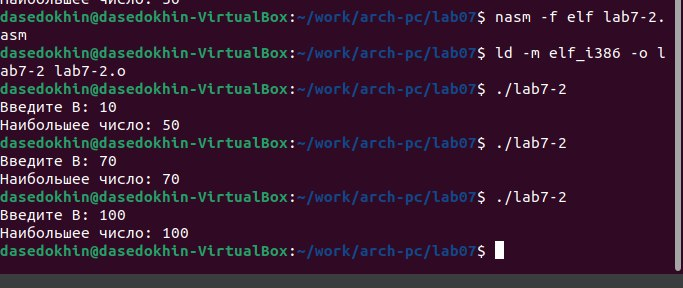 Наибольшее число: 50
dasedokhin@dasedokhin-VirtualBox:~/work/arch-pc/lab07$ nasm -f elf lab7-2.
asm
dasedokhin@dasedokhin-VirtualBox:~/work/arch-pc/lab07$ ld -m elf_i386 -o l
ab7-2 lab7-2.o
dasedokhin@dasedokhin-VirtualBox:~/work/arch-pc/lab07$ ./lab7-2
Введите B: 10
Наибольшее число: 50
dasedokhin@dasedokhin-VirtualBox:~/work/arch-pc/lab07$ ./lab7-2
Введите B: 70
Наибольшее число: 70
dasedokhin@dasedokhin-VirtualBox:~/work/arch-pc/lab07$ ./lab7-2
Введите B: 100
Наибольшее число: 100
dasedokhin@dasedokhin-VirtualBox:~/work/arch-pc/lab07$